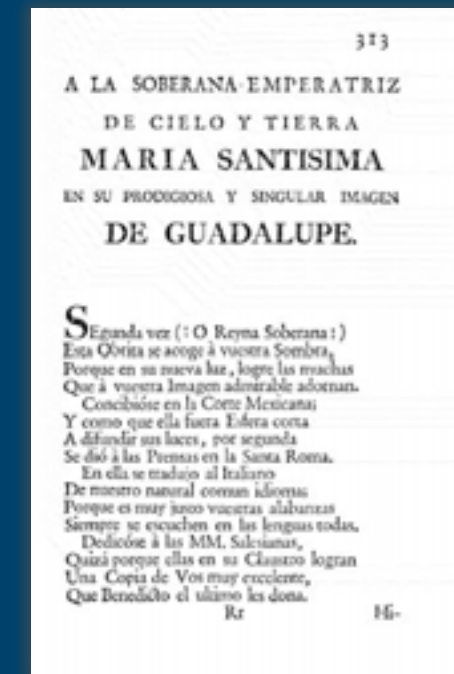 313
A LA SOBERANA EMPERATRIZ
DE CIELO Y TIERRA
MARIA SANTISIMA
EN SU PRODIGIOSA Y SINGULAR IMAGEN
DE GUADALUPE.
SEgunda vez (: O Reyna Soberana :)
Esta Obrita se acoge à vuestra Sombra,
Porque en su nueva luz, logre las muchas
Que à vuestra Imagen admirable adornan.
Concibióse en la Corte Mexicana;
Y como que ella fuera Esfera corta
A difundir sus luces, por segunda
Se dió à las Prensas en la Santa Roma.
En ella se tradujo al Italiano
De nuestro natural comun idioma;
Porque es muy justo vuestras alabanzas
Siempre se escuchen en las lenguas todas.
Dedicóse à las MM. Salesianas,
Quizá porque ellas en su Claustro logran
Una Copia de Vos muy excelente,
Que Benedicto el ultimo les dona.
Rr Hi-